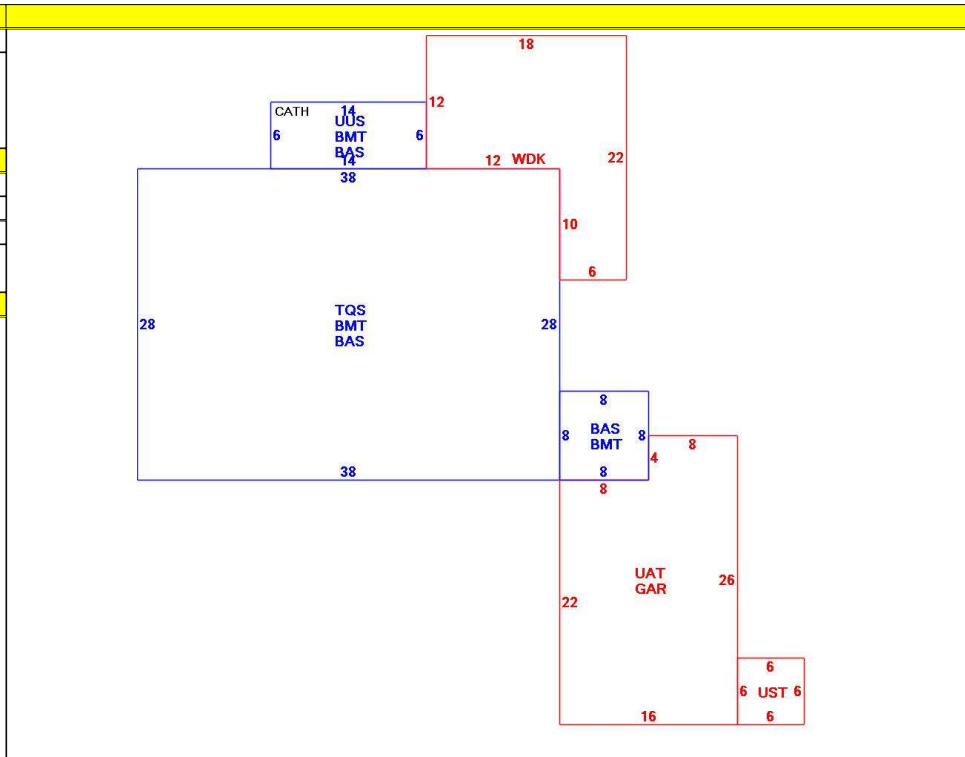 18
CATH 14
12
UUS
6 BMT 6
BAS
14
12 WDK
22
38
10
6
TQS
28 BMT 28
BAS
8
8 BAS 8
BMT
8
4
38
8
8
UAT
GAR
26
22
6
6 UST 6
16
6